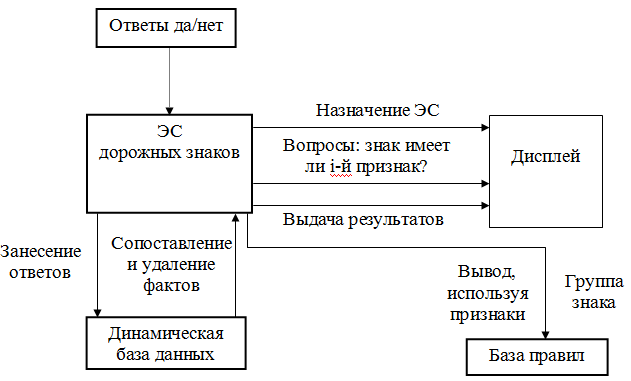 Ответы да/нет
ЭС
дорожных знаков
Назначение ЭС
Вопросы: знак имеет
ли i-й признак?
Выдача результатов
Дисплей
Занесение
ответов
Сопоставление
и удаление
фактов
Вывод,
используя
признаки
Группа
знака
Динамическая
база данных
База правил